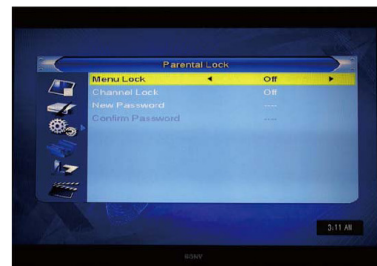 Parental Lock
Menu Lock ◄ Off ►
Channel Lock Off
New Password ----
Confirm Password ----
3:11 AM
SONY